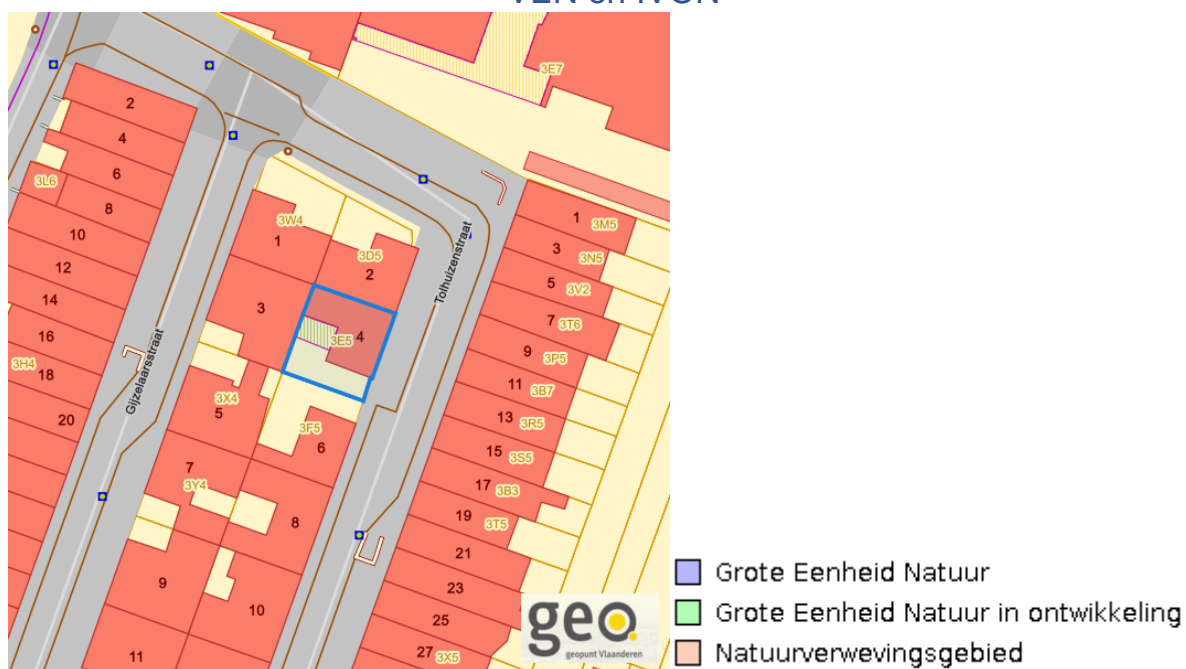 VEN en IVON
3E7
2
4
6
3L6
8
10
12
14
16
3H4
18
20
Gijzelaarsstraat
3W4
1
3D5
2
3
3E5
4
3X4
5
3F5
6
7
3Y4
8
9
10
11
Tolhuizenstraat
1 3M5
3 3N5
5 3V2
7 3T6
9 3P5
11 3B7
13 3R5
15 3S5
17 3B3
19 3T5
21
23
25
27 3X5
geo
geopunt Vlaanderen
Grote Eenheid Natuur
Grote Eenheid Natuur in ontwikkeling
Natuurverwevingsgebied